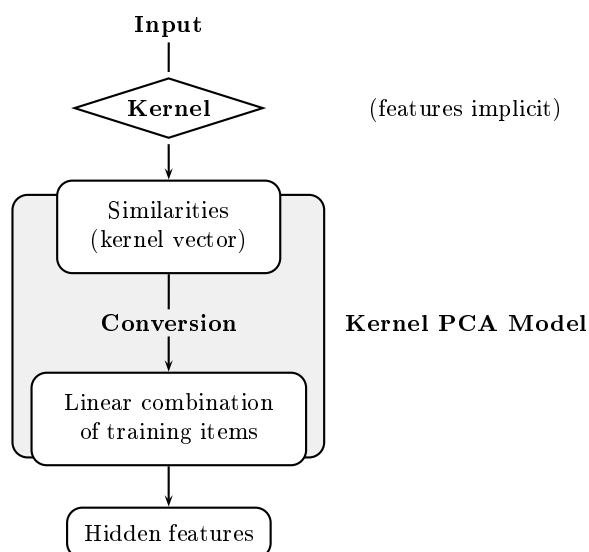 Input
Kernel
(features implicit)
Similarities
(kernel vector)
Conversion
Kernel PCA Model
Linear combination
of training items
Hidden features